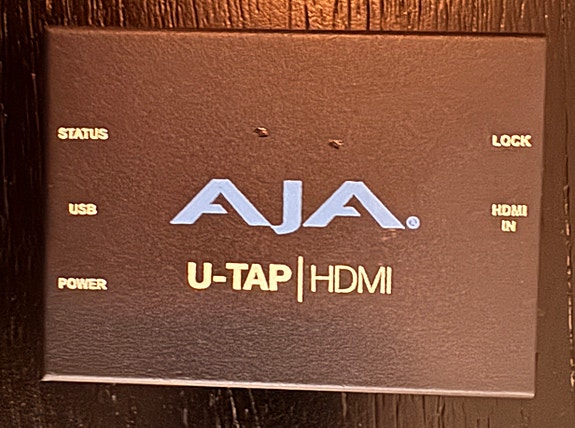 STATUS
LOCK
USB
HDMI
IN
AJA®
U-TAP|HDMI
POWER